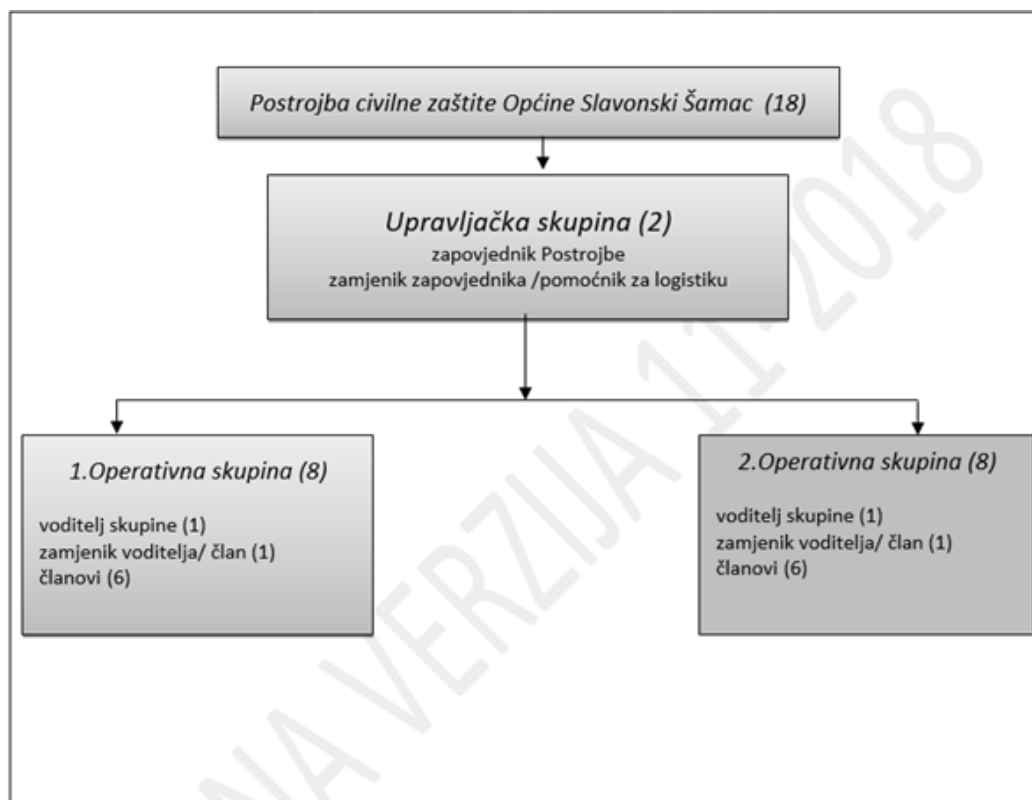 Postrojba civilne zaštite Općine Slavonski Šamac (18)
Upravljačka skupina (2)
zapovjednik Postrojbe
zamjenik zapovjednika /pomoćnik za logistiku
1.Operativna skupina (8)
voditelj skupine (1)
zamjenik voditelja/ član (1)
članovi (6)
2.Operativna skupina (8)
voditelj skupine (1)
zamjenik voditelja/ član (1)
članovi (6)
NA VERZIJA 11-2018